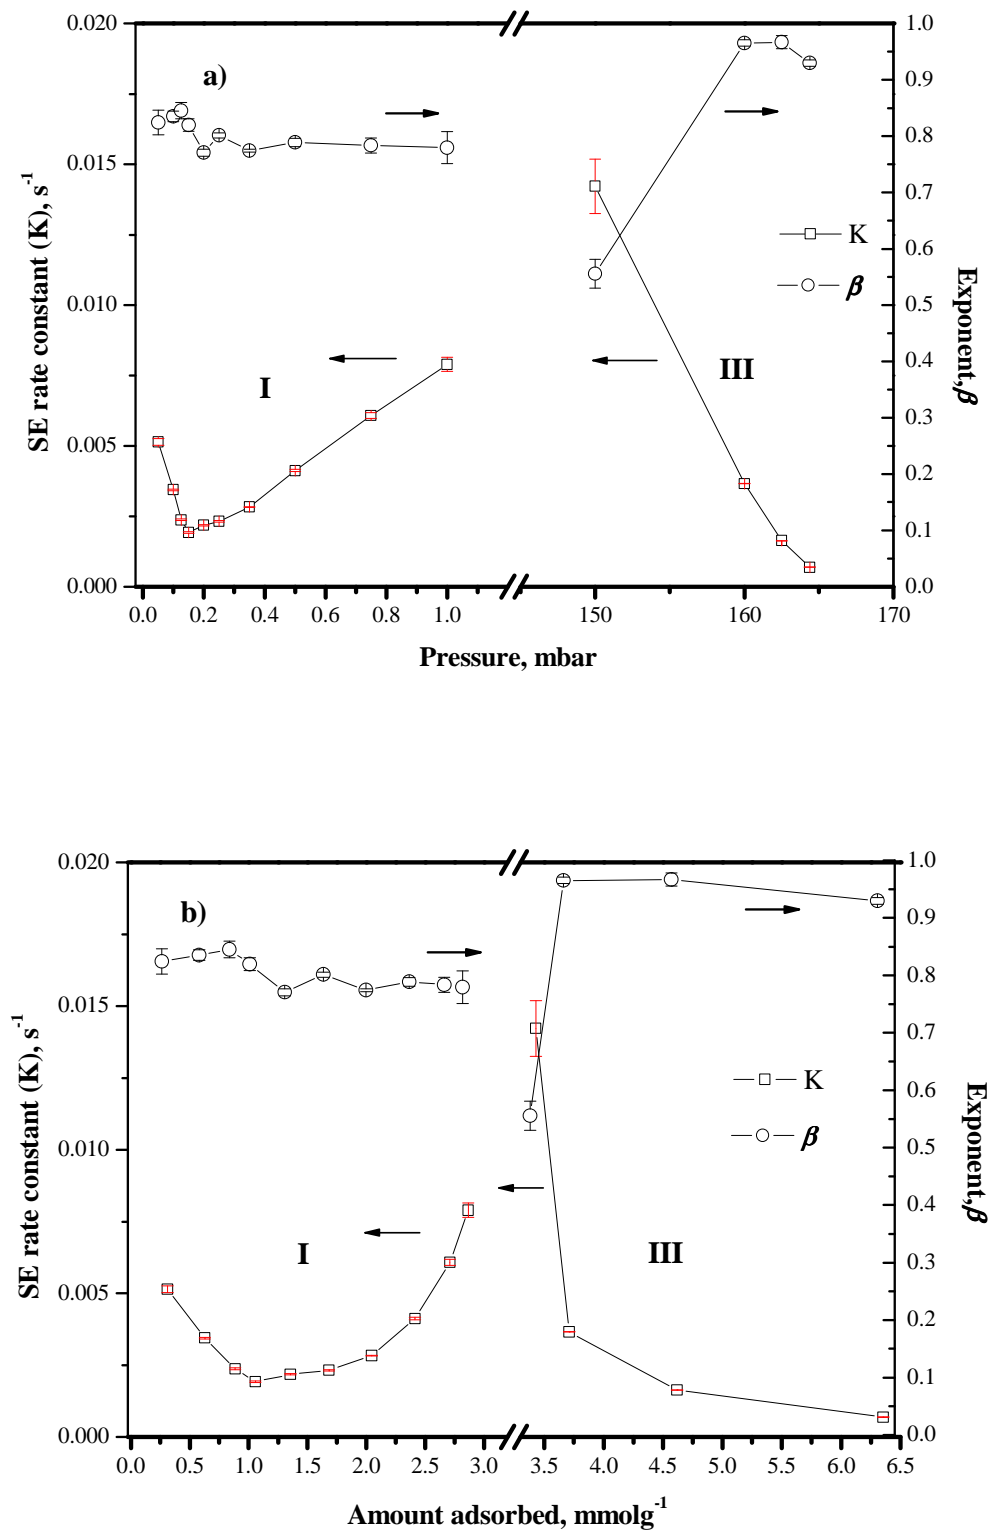 0.020
1.0
a)
0.9
0.8
0.015
0.7
K
0.6
β
0.010
0.5
SE rate constant (K), s⁻¹
Exponent,β
I
III
0.4
0.3
0.005
0.2
0.1
0.000
0.0
0.0 0.2 0.4 0.6 0.8 1.0 150 160 170
Pressure, mbar
0.020
1.0
b)
0.9
0.8
0.015
0.7
K
0.6
β
0.010
0.5
SE rate constant (K), s⁻¹
Exponent,β
0.4
I
III
0.3
0.005
0.2
0.1
0.000
0.0
0.0 0.5 1.0 1.5 2.0 2.5 3.0 3.5 4.0 4.5 5.0 5.5 6.0 6.5
Amount adsorbed, mmolg⁻¹